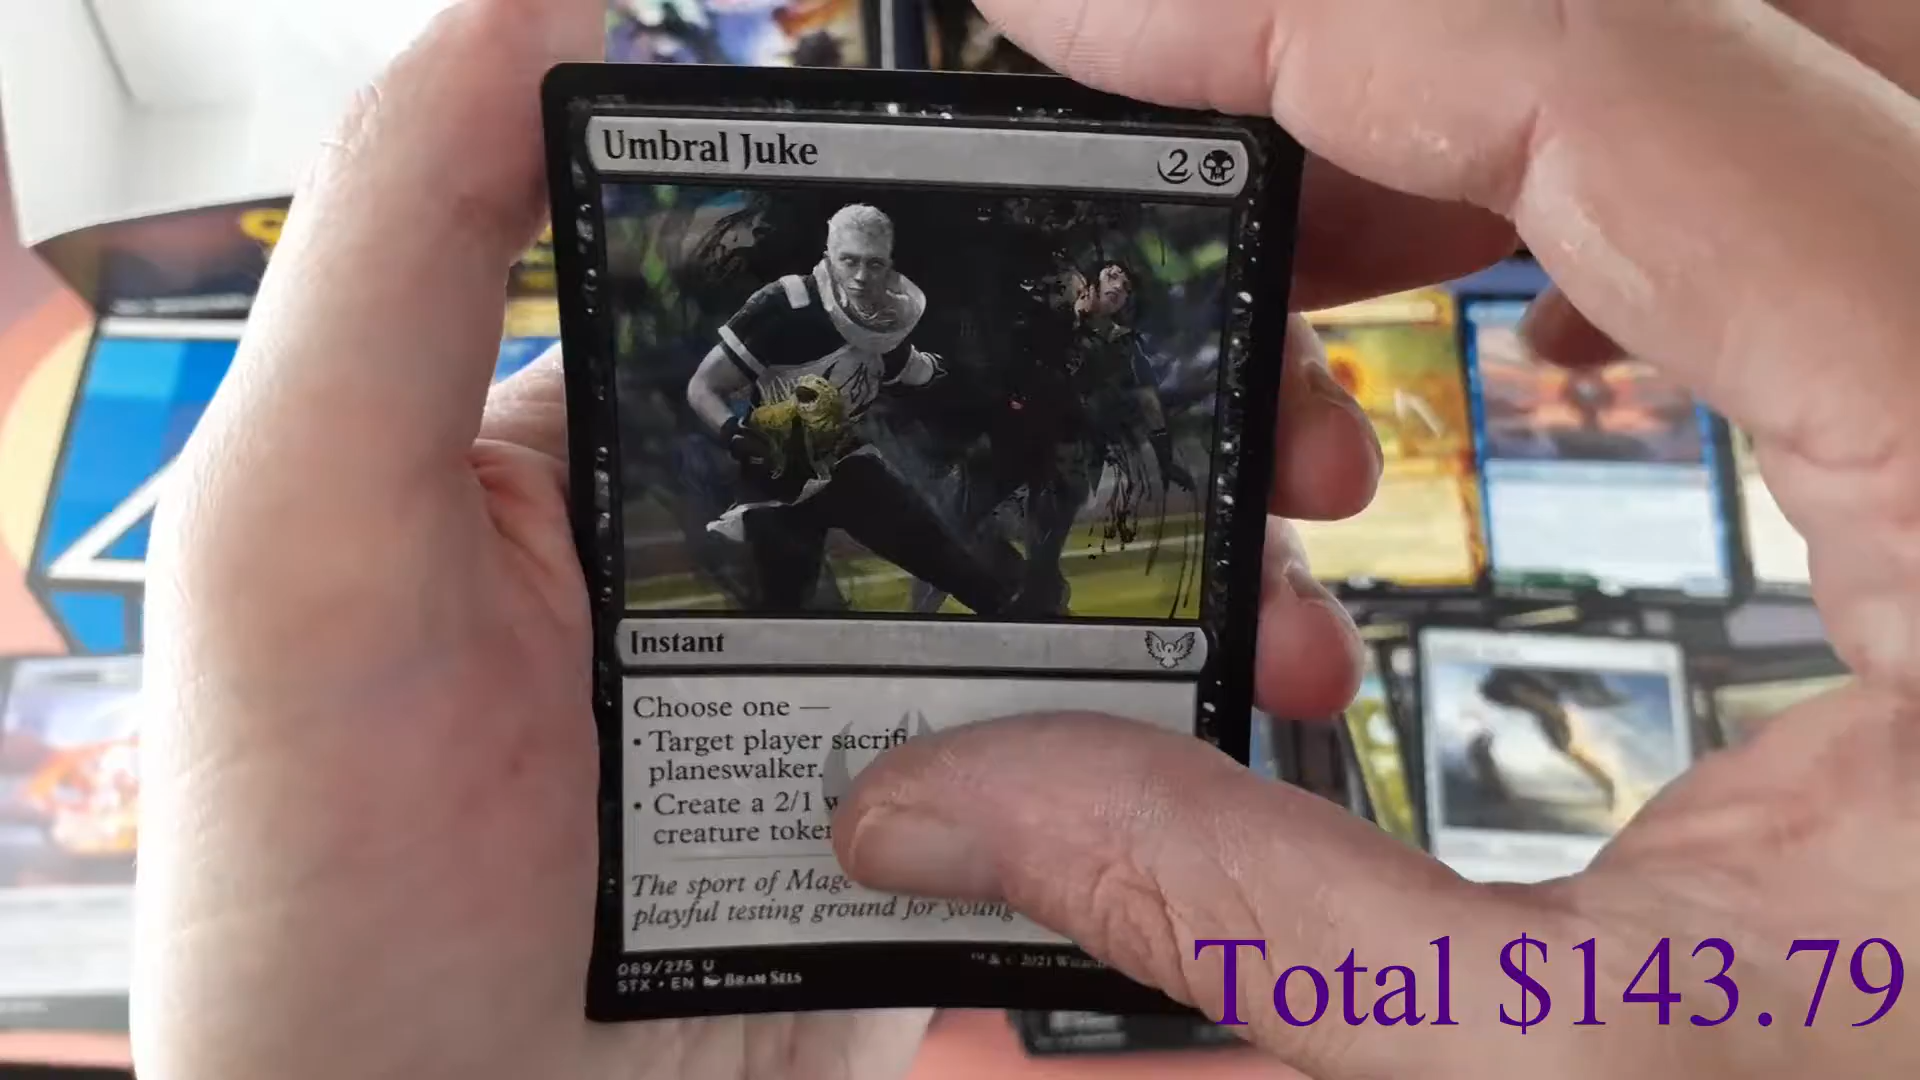 Umbral Juke
2
Instant
Choose one —
• Target player sacrifi
planeswalker.
• Create a 2/1 w
creature token
The sport of Mage
playful testing ground for young
089/275 U
STX • EN Bram Sels
™ & © 2021 Wizards
Total $143.79